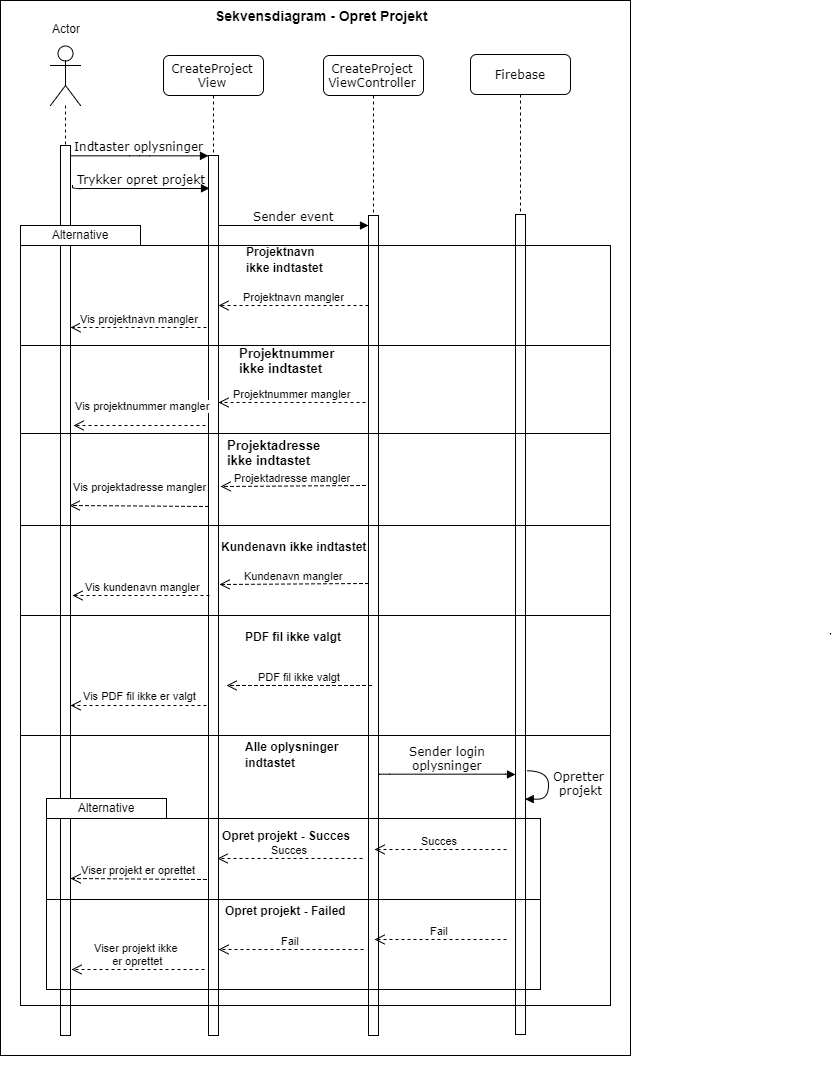 Sekvensdiagram - Opret Projekt
Actor
CreateProject
View
CreateProject
ViewController
Firebase
Indtaster oplysninger
Trykker opret projekt
Sender event
Alternative
Projektnavn
ikke indtastet
Projektnavn mangler
Vis projektnavn mangler
Projektnummer
ikke indtastet
Projektnummer mangler
Vis projektnummer mangler
Projektadresse
ikke indtastet
Projektadresse mangler
Vis projektadresse mangler
Kundenavn ikke indtastet
Kundenavn mangler
Vis kundenavn mangler
PDF fil ikke valgt
PDF fil ikke valgt
Vis PDF fil ikke er valgt
Alle oplysninger
indtastet
Sender login
oplysninger
Opretter
projekt
Alternative
Opret projekt - Succes
Succes
Succes
Viser projekt er oprettet
Opret projekt - Failed
Fail
Fail
Viser projekt ikke
er oprettet